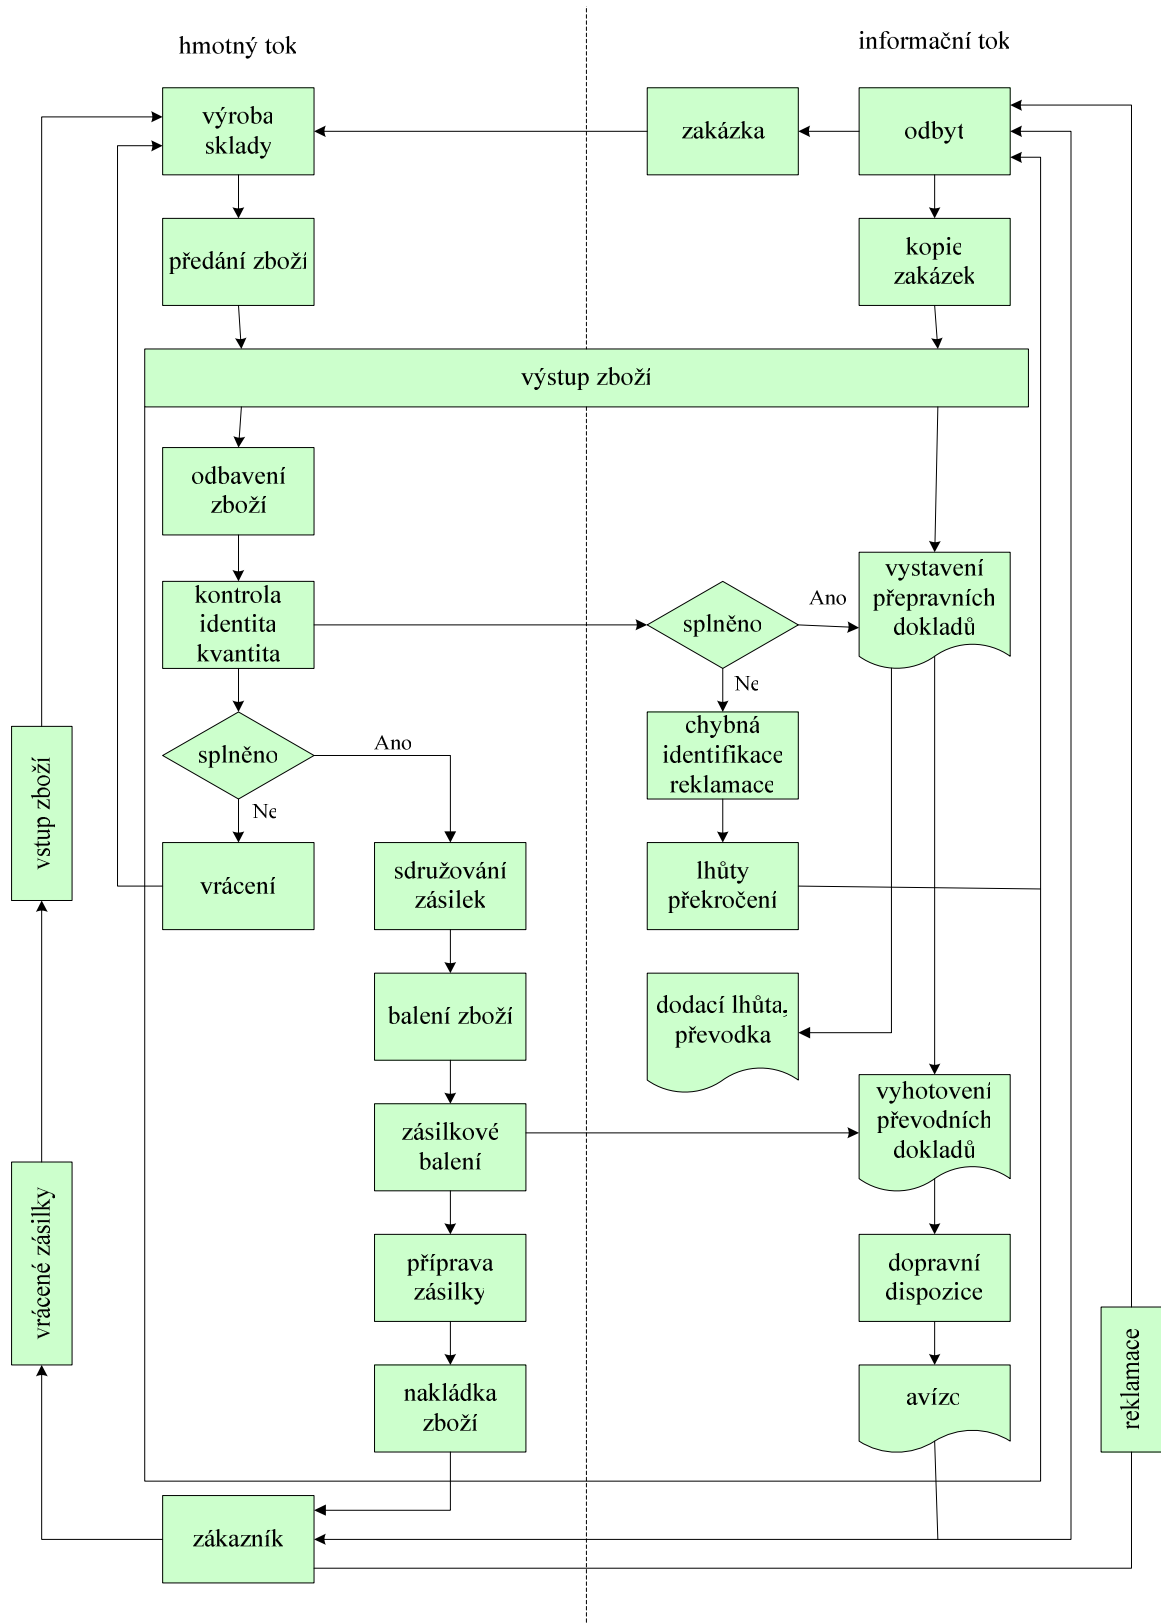 hmotný tok
informační tok
výroba
sklady
zakázka
odbyt
předání zboží
kopie
zakázek
výstup zboží
odbavení
zboží
kontrola
identita
kvantita
splněno
Ano
vystavení
přepravních
dokladů
Ne
splněno
Ano
Ne
chybná
identifikace
reklamace
vstup zboží
vrácení
sdružování
zásilek
lhůty
překročení
balení zboží
dodací lhůta,
převodka
zásilkové
balení
vyhotovení
převodních
dokladů
vrácené zásilky
příprava
zásilky
dopravní
dispozice
nakládka
zboží
avízo
reklamace
zákazník